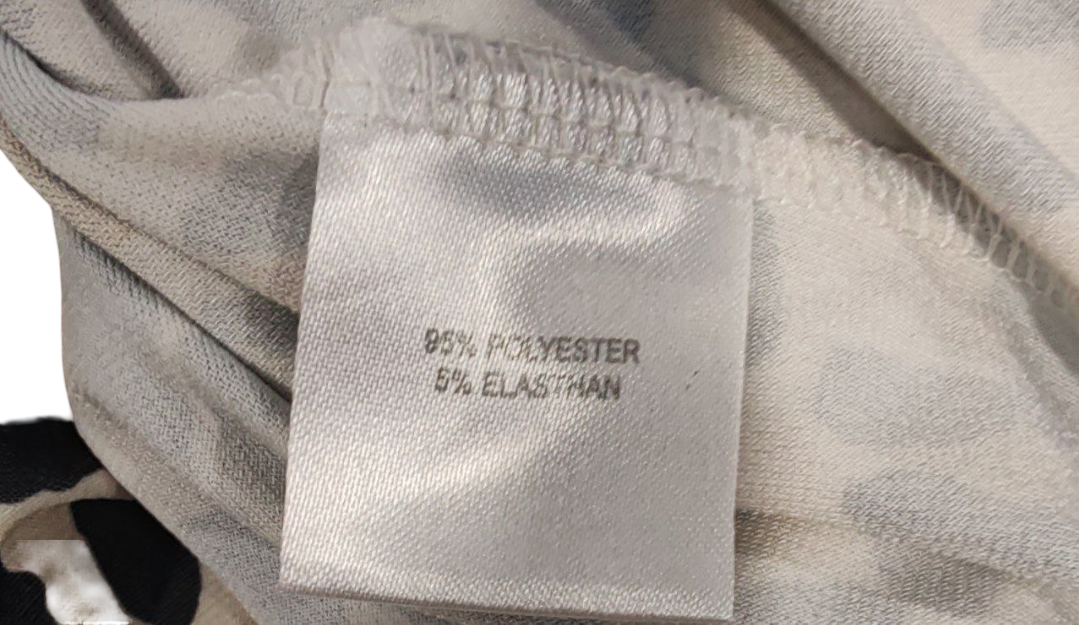 95% POLYESTER
5% ELASTHAN